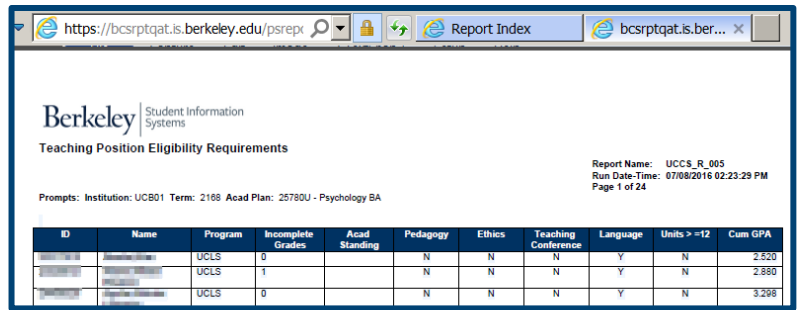 https://bcsrptqat.is.berkeley.edu/psrepo
Report Index
bcsrptqat.is.ber...
Berkeley Student Information Systems
Teaching Position Eligibility Requirements
Report Name: UCCS_R_005
Run Date-Time: 07/08/2016 02:23:29 PM
Page 1 of 24
Prompts: Institution: UCB01 Term: 2168 Acad Plan: 25780U - Psychology BA
ID Name Program Incomplete Grades Acad Standing Pedagogy Ethics Teaching Conference Language Units > =12 Cum GPA
UCLS 0 N N N Y N 2.520
UCLS 1 N N N Y N 2.880
UCLS 0 N N N Y N 3.298